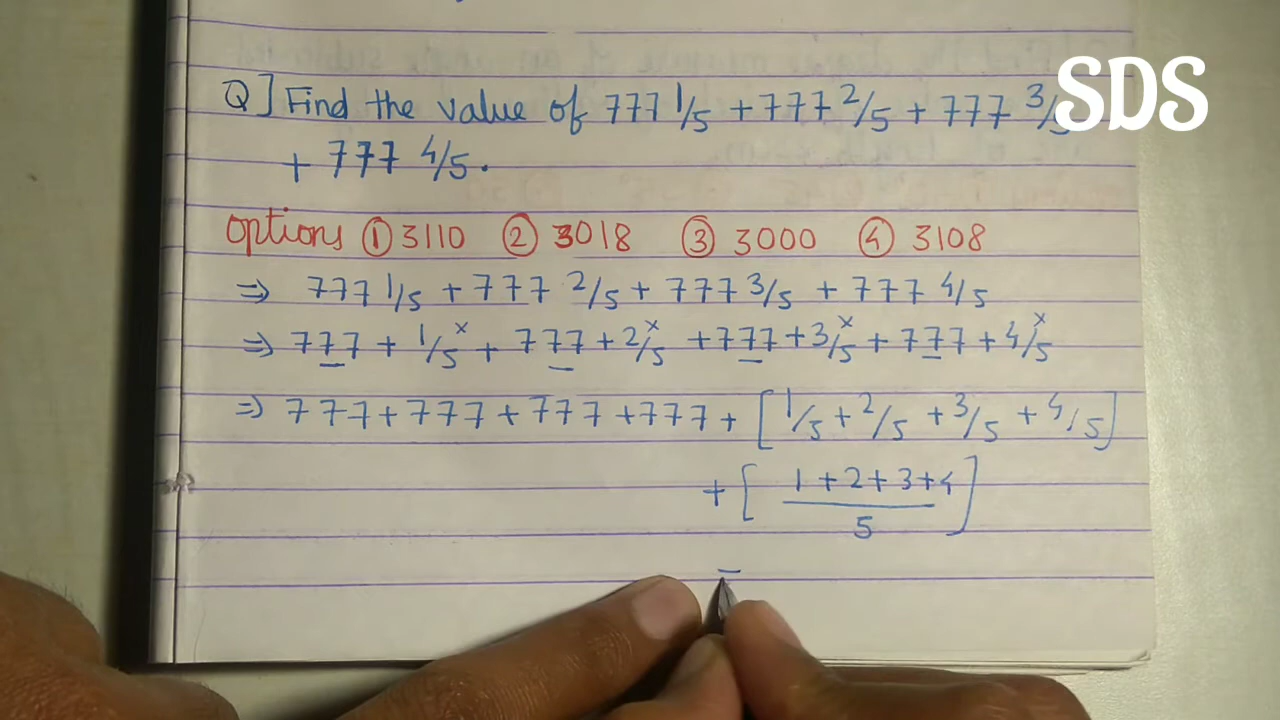 SDS
Q] Find the value of 777 1/5 + 777 2/5 + 777 3/5
+ 777 4/5.
Options ① 3110 ② 3018 ③ 3000 ④ 3108
⇒ 777 1/5 + 777 2/5 + 777 3/5 + 777 4/5
⇒ 777 + 1/5 × + 777 + 2/5 × + 777 + 3/5 × + 777 + 4/5 ×
⇒ 777 + 777 + 777 + 777 + [1/5 + 2/5 + 3/5 + 4/5]
+ [1+2+3+4 / 5]